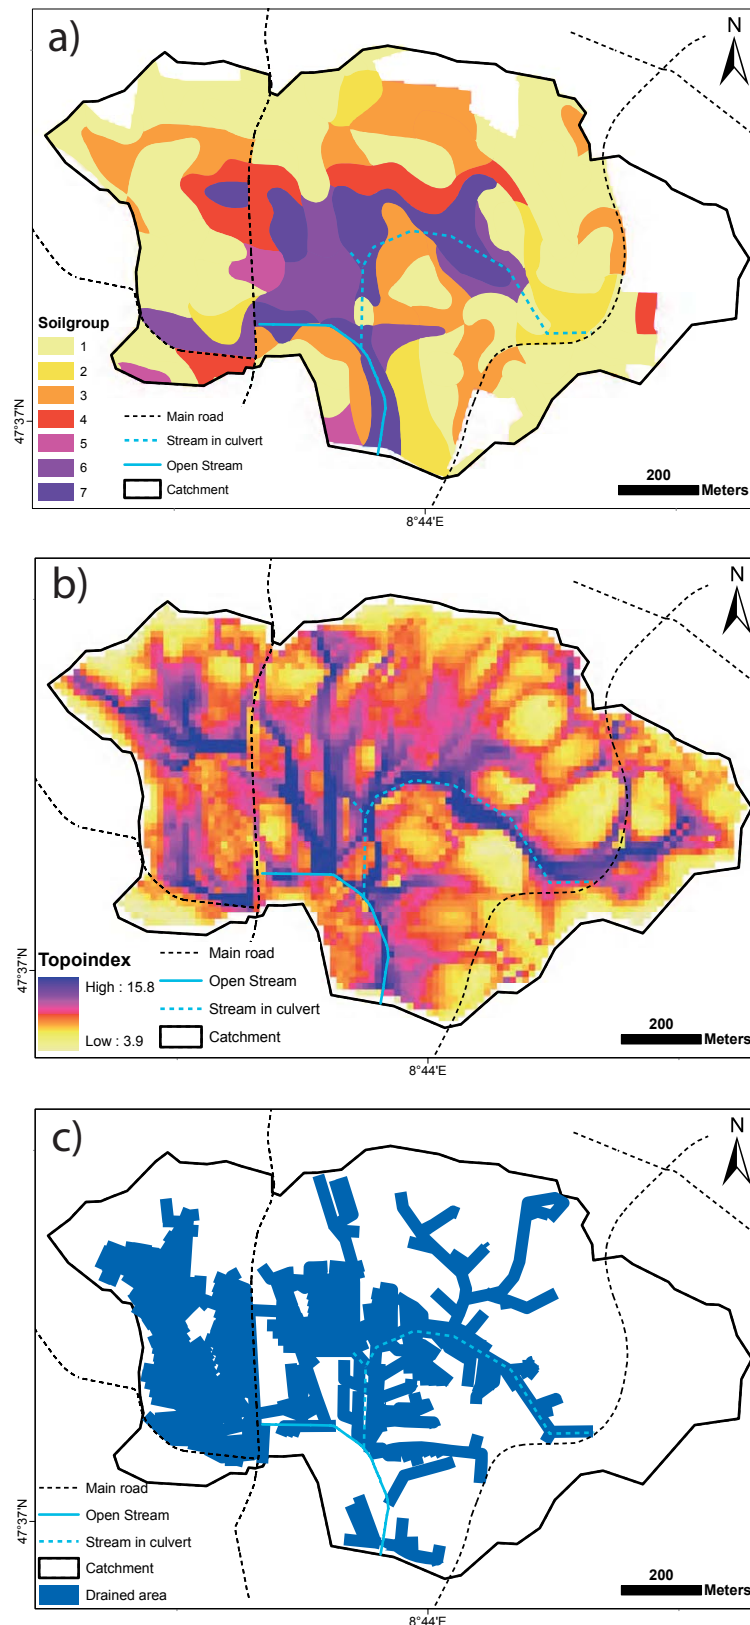 a)
N
Soilgroup
1
2
3
4
5
6
7
Main road
Stream in culvert
Open Stream
Catchment
200
Meters
47°37'N
8°44'E
b)
N
Topoindex
High : 15.8
Low : 3.9
Main road
Open Stream
Stream in culvert
Catchment
200
Meters
47°37'N
8°44'E
c)
N
Main road
Open Stream
Stream in culvert
Catchment
Drained area
200
Meters
47°37'N
8°44'E